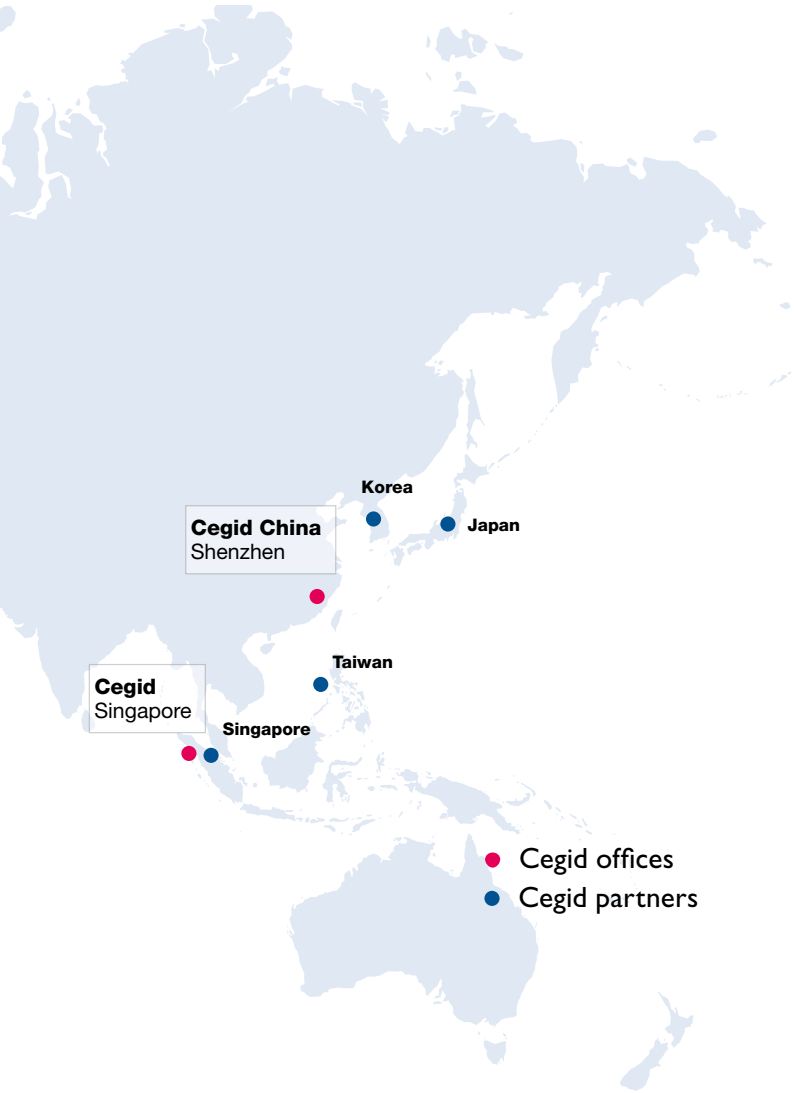 Korea
Japan
Cegid China
Shenzhen
Taiwan
Cegid
Singapore
Singapore
Cegid offices
Cegid partners